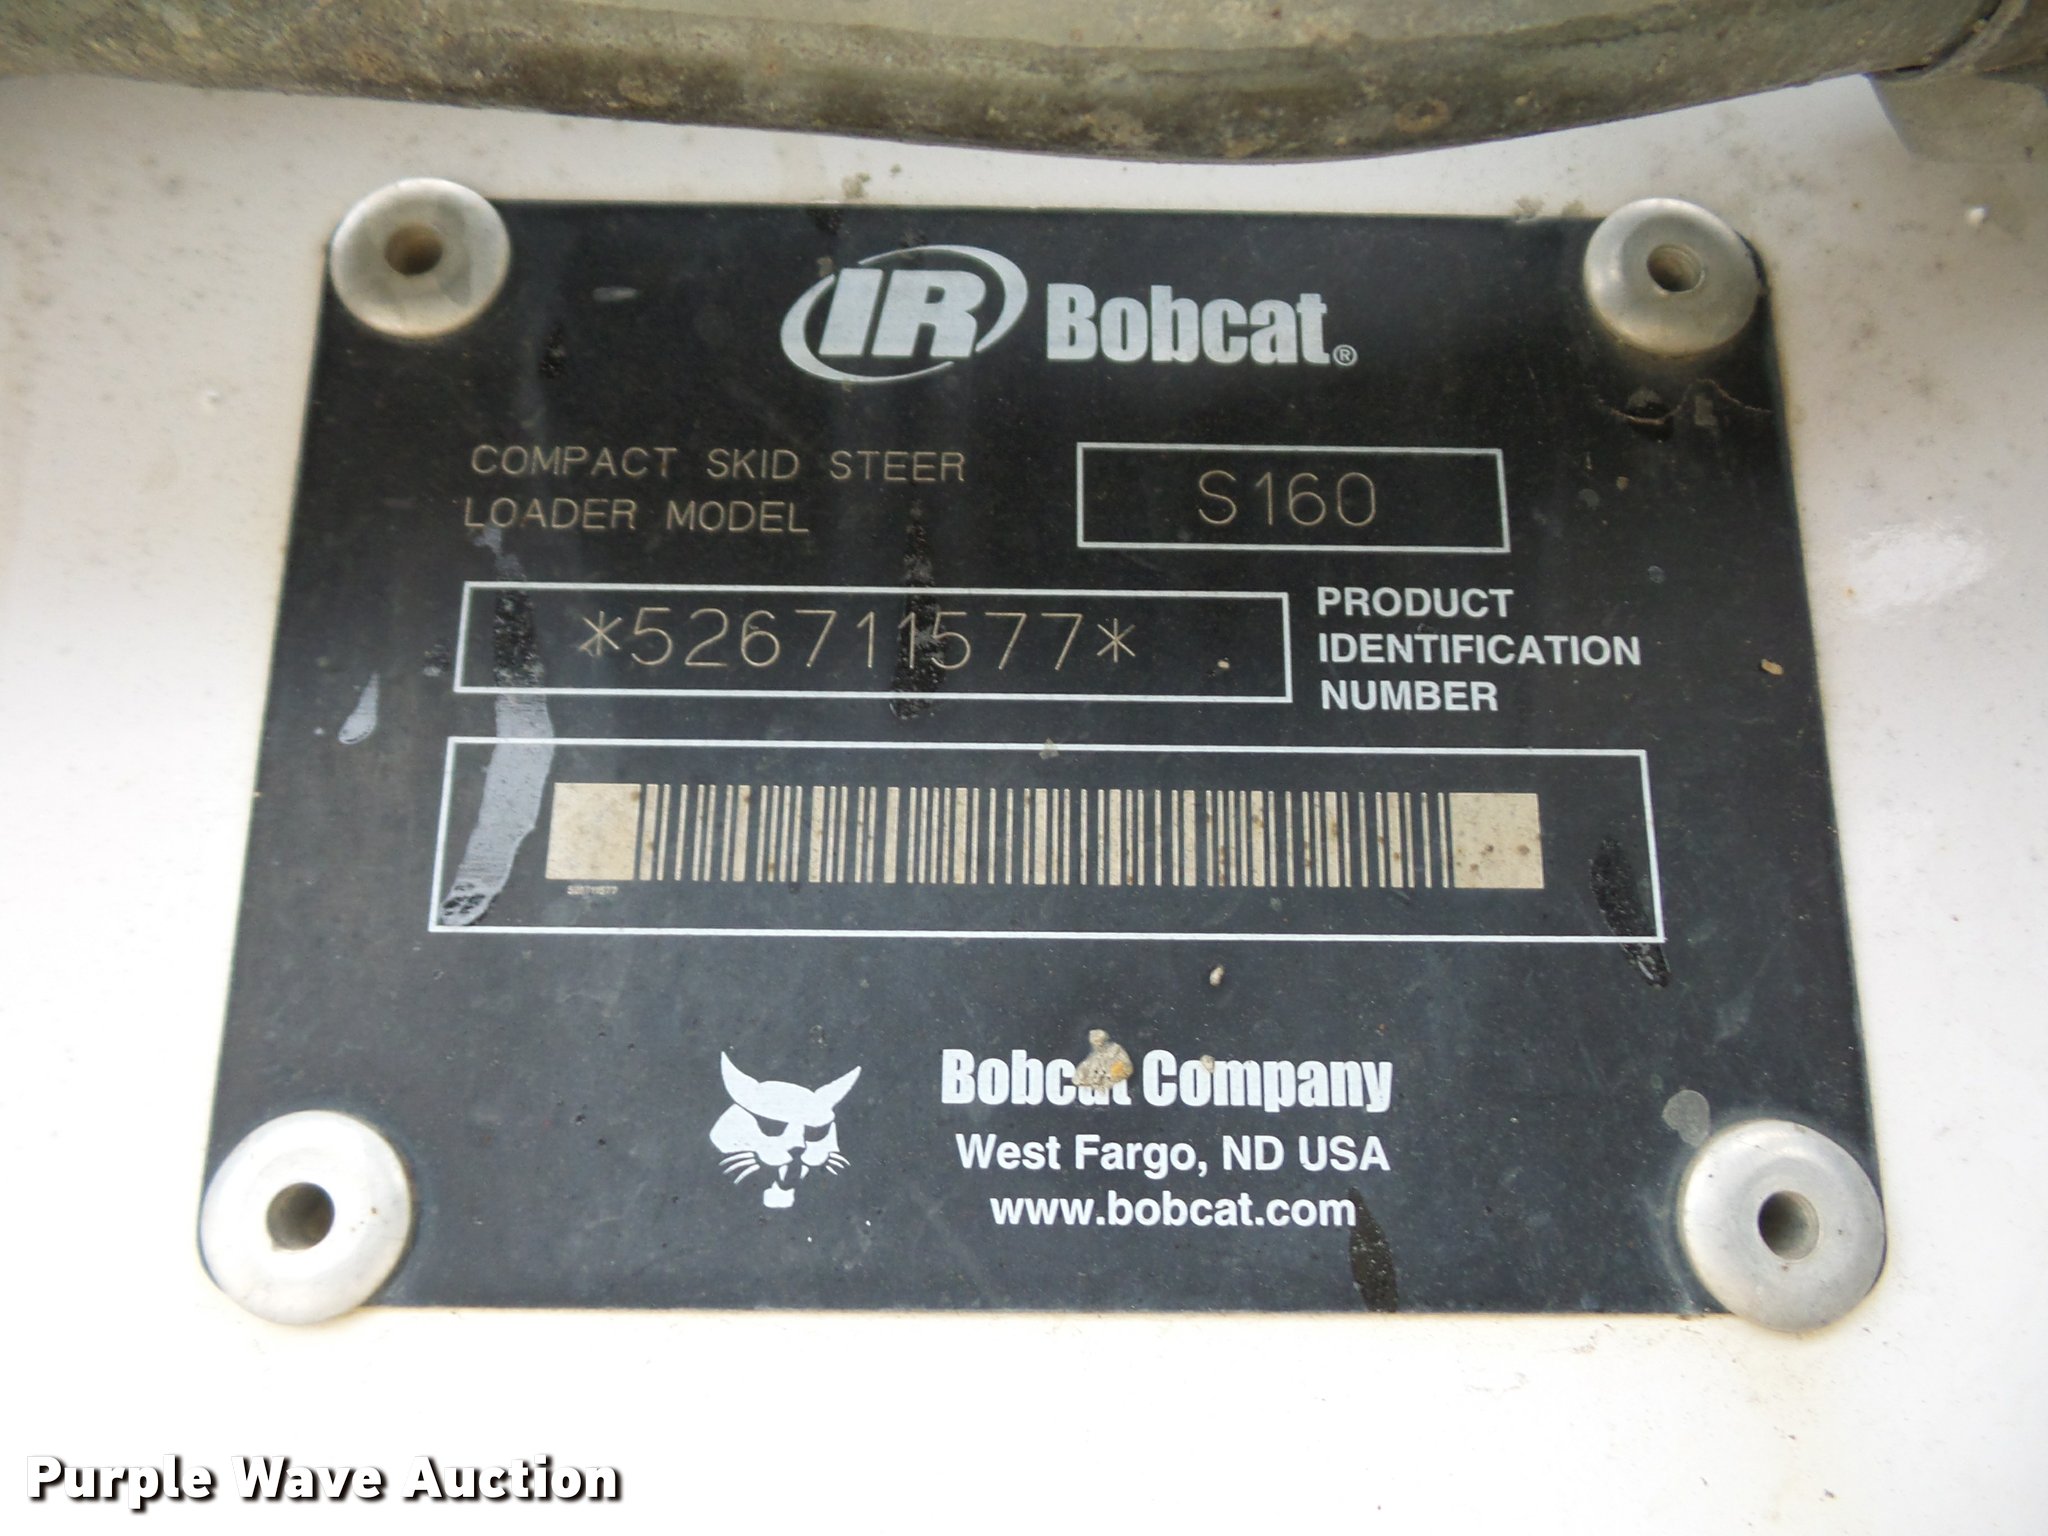 IR Bobcat®
COMPACT SKID STEER
LOADER MODEL
S160
*526711577*
PRODUCT
IDENTIFICATION
NUMBER
526711577
Bobcat Company
West Fargo, ND USA
www.bobcat.com
Purple Wave Auction